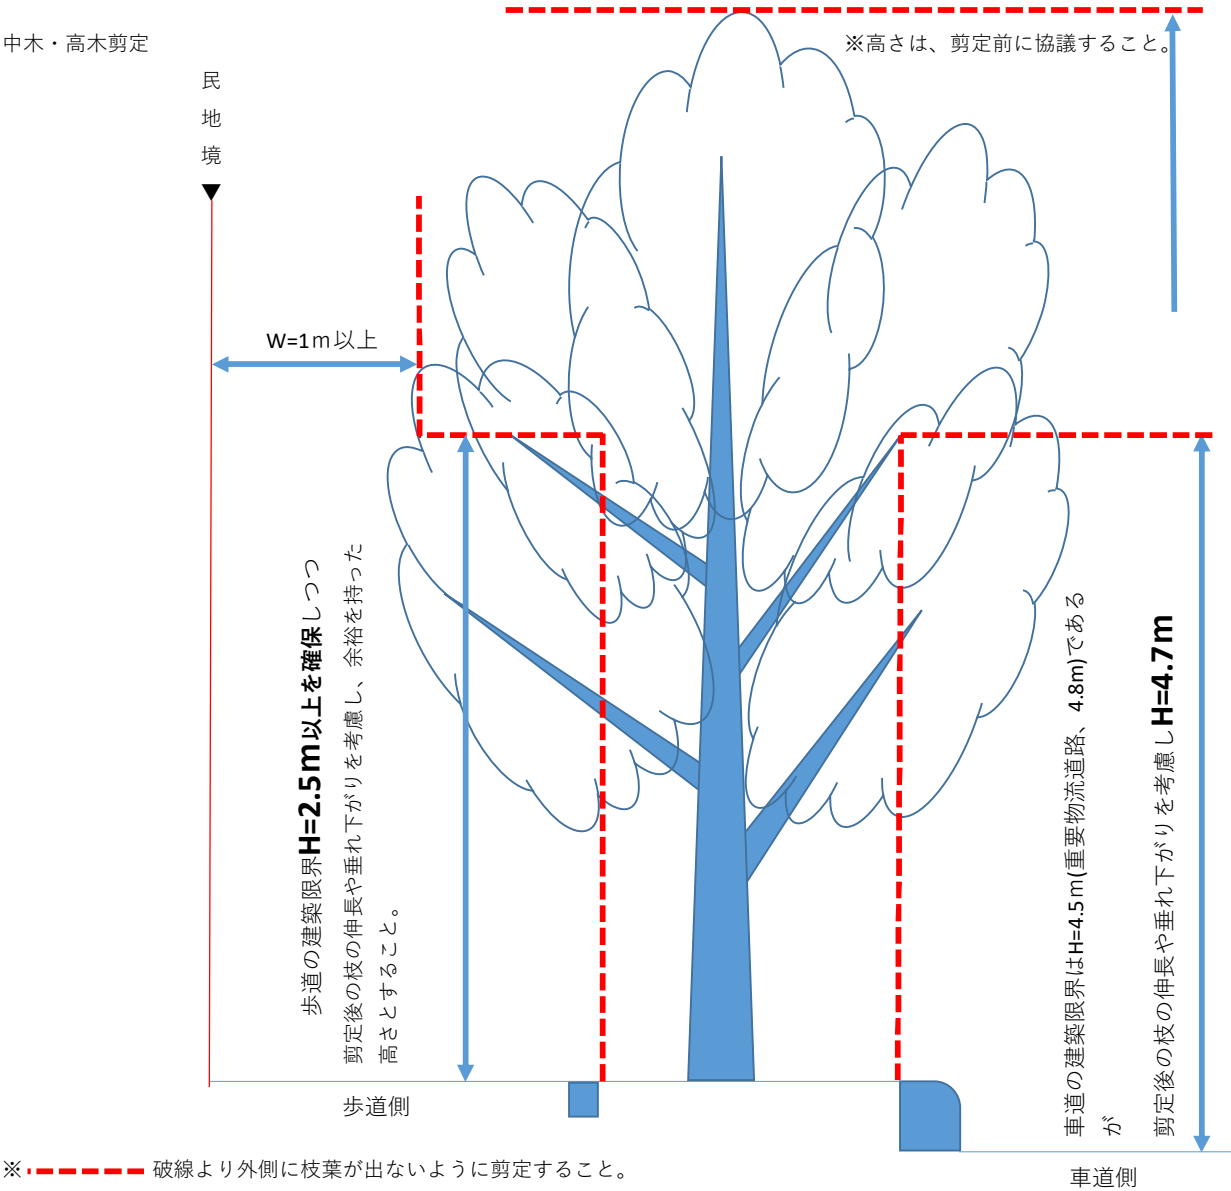 中木・高木剪定
※高さは、剪定前に協議すること。
民地境
W=1ｍ以上
歩道の建築限界H=2.5m以上を確保しつつ
剪定後の枝の伸長や垂れ下がりを考慮し、余裕を持った
高さとすること。
車道の建築限界はH=4.5ｍ(重要物流道路、4.8m)である
が
剪定後の枝の伸長や垂れ下がりを考慮しH=4.7m
歩道側
車道側
※ 破線より外側に枝葉が出ないように剪定すること。